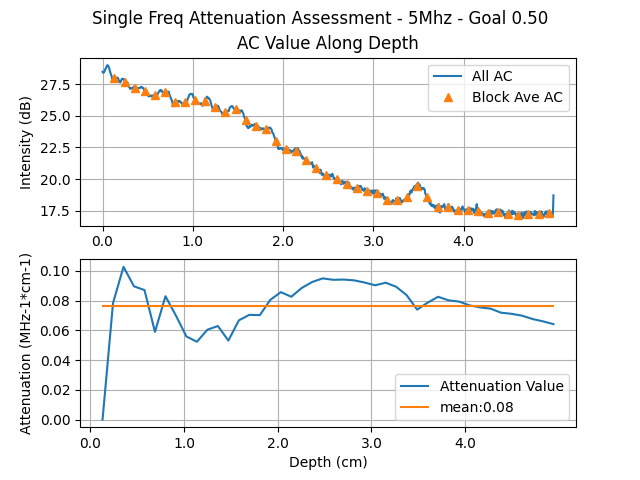 Single Freq Attenuation Assessment - 5Mhz - Goal 0.50
AC Value Along Depth
Intensity (dB)
27.5
25.0
22.5
20.0
17.5
All AC
Block Ave AC
0.0 1.0 2.0 3.0 4.0
Attenuation (MHz-1*cm-1)
0.10
0.08
0.06
0.04
0.02
0.00
Attenuation Value
mean:0.08
0.0 1.0 2.0 3.0 4.0
Depth (cm)